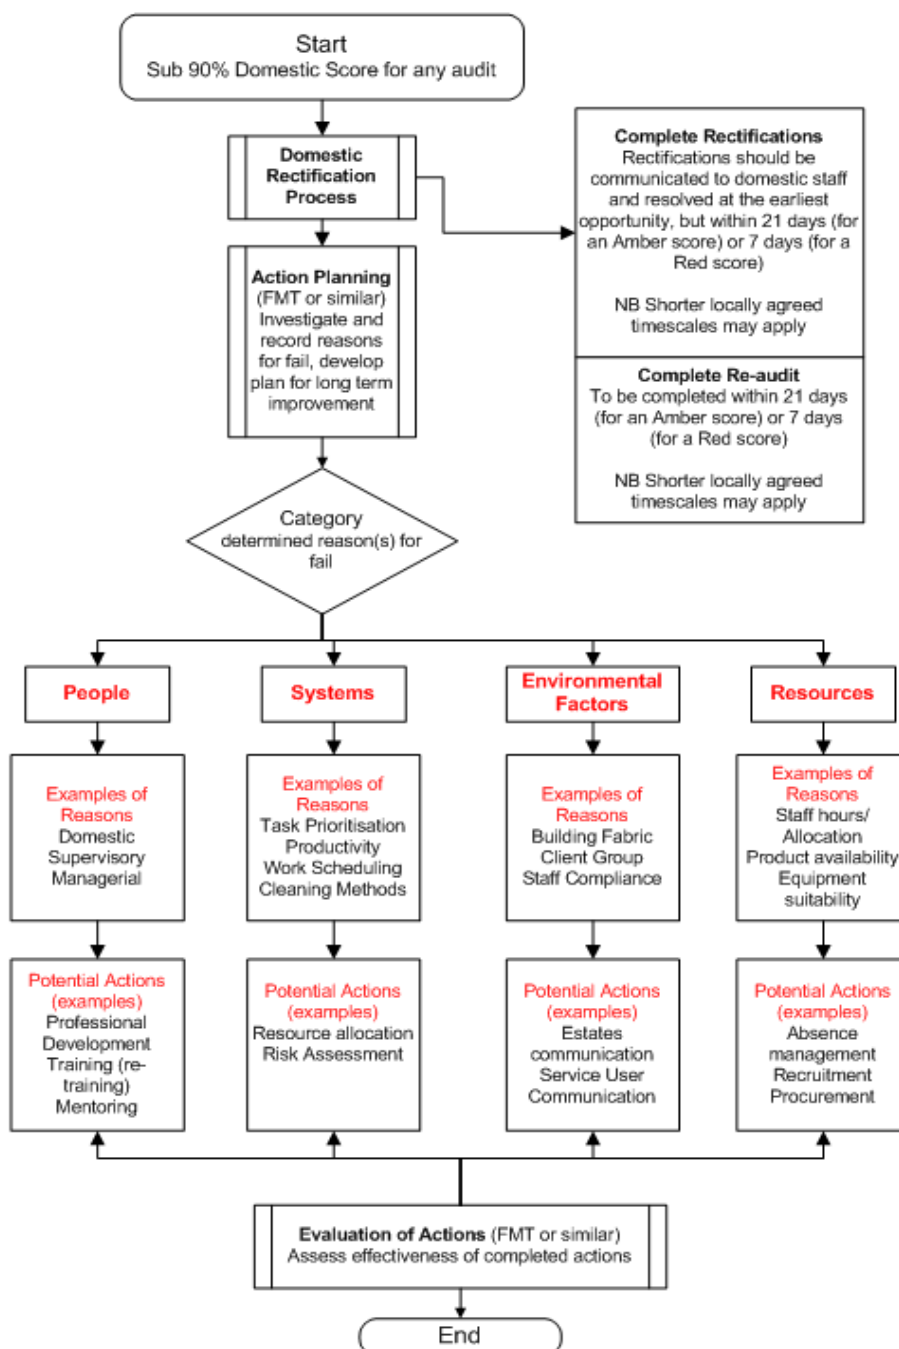 Start
Sub 90% Domestic Score for any audit
Domestic
Rectification
Process
Complete Rectifications
Rectifications should be
communicated to domestic staff
and resolved at the earliest
opportunity, but within 21 days (for
an Amber score) or 7 days (for a
Red score)
NB Shorter locally agreed
timescales may apply
Action Planning
(FMT or similar)
Investigate and
record reasons
for fail, develop
plan for long term
improvement
Complete Re-audit
To be completed within 21 days
(for an Amber score) or 7 days
(for a Red score)
NB Shorter locally agreed
timescales may apply
Category
determined reason(s) for
fail
People
Systems
Environmental
Factors
Resources
Examples of
Reasons
Domestic
Supervisory
Managerial
Examples of
Reasons
Task Prioritisation
Productivity
Work Scheduling
Cleaning Methods
Examples of
Reasons
Building Fabric
Client Group
Staff Compliance
Examples of
Reasons
Staff hours/
Allocation
Product availability
Equipment
suitability
Potential Actions
(examples)
Professional
Development
Training (re-
training)
Mentoring
Potential Actions
(examples)
Resource allocation
Risk Assessment
Potential Actions
(examples)
Estates
communication
Service User
Communication
Potential Actions
(examples)
Absence
management
Recruitment
Procurement
Evaluation of Actions (FMT or similar)
Assess effectiveness of completed actions
End